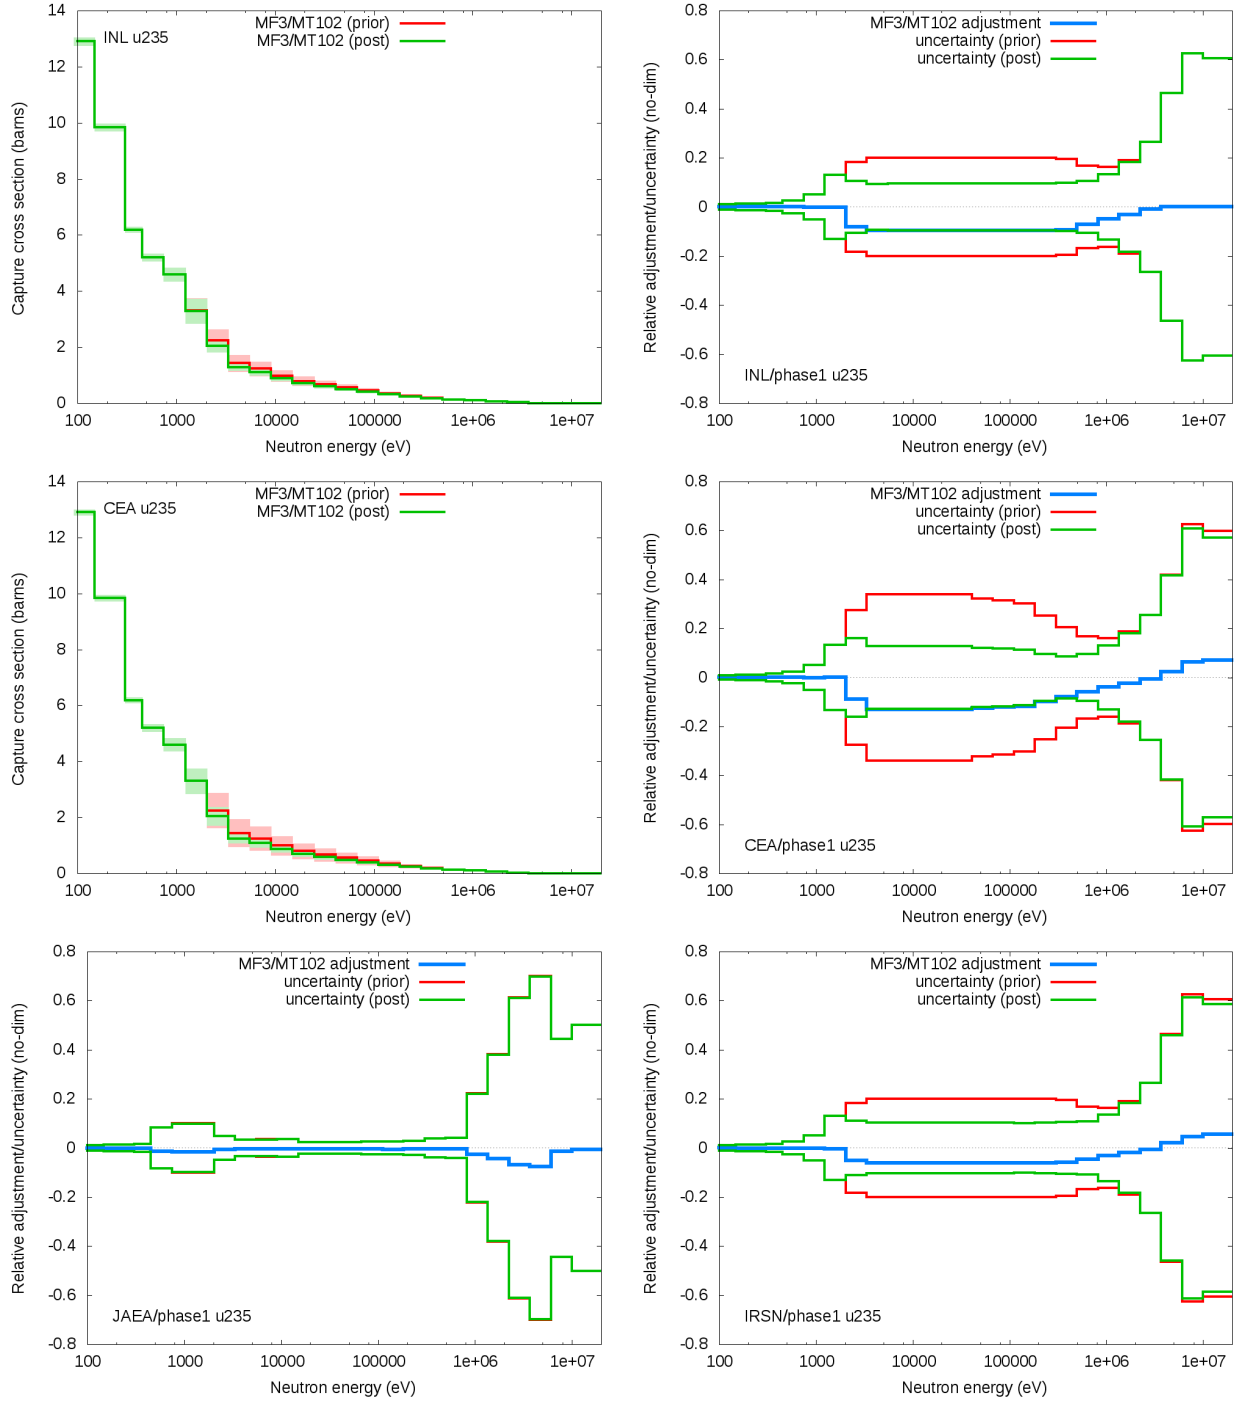 14
12
10
8
6
4
2
0
Capture cross section (barns)
INL u235
MF3/MT102 (prior)
MF3/MT102 (post)
100
1000
10000
100000
1e+06
1e+07
Neutron energy (eV)
0.8
0.6
0.4
0.2
0
-0.2
-0.4
-0.6
-0.8
Relative adjustment/uncertainty (no-dim)
MF3/MT102 adjustment
uncertainty (prior)
uncertainty (post)
INL/phase1 u235
100
1000
10000
100000
1e+06
1e+07
Neutron energy (eV)
14
12
10
8
6
4
2
0
Capture cross section (barns)
CEA u235
MF3/MT102 (prior)
MF3/MT102 (post)
100
1000
10000
100000
1e+06
1e+07
Neutron energy (eV)
0.8
0.6
0.4
0.2
0
-0.2
-0.4
-0.6
-0.8
Relative adjustment/uncertainty (no-dim)
MF3/MT102 adjustment
uncertainty (prior)
uncertainty (post)
CEA/phase1 u235
100
1000
10000
100000
1e+06
1e+07
Neutron energy (eV)
0.8
0.6
0.4
0.2
0
-0.2
-0.4
-0.6
-0.8
Relative adjustment/uncertainty (no-dim)
MF3/MT102 adjustment
uncertainty (prior)
uncertainty (post)
JAEA/phase1 u235
100
1000
10000
100000
1e+06
1e+07
Neutron energy (eV)
0.8
0.6
0.4
0.2
0
-0.2
-0.4
-0.6
-0.8
Relative adjustment/uncertainty (no-dim)
MF3/MT102 adjustment
uncertainty (prior)
uncertainty (post)
IRSN/phase1 u235
100
1000
10000
100000
1e+06
1e+07
Neutron energy (eV)